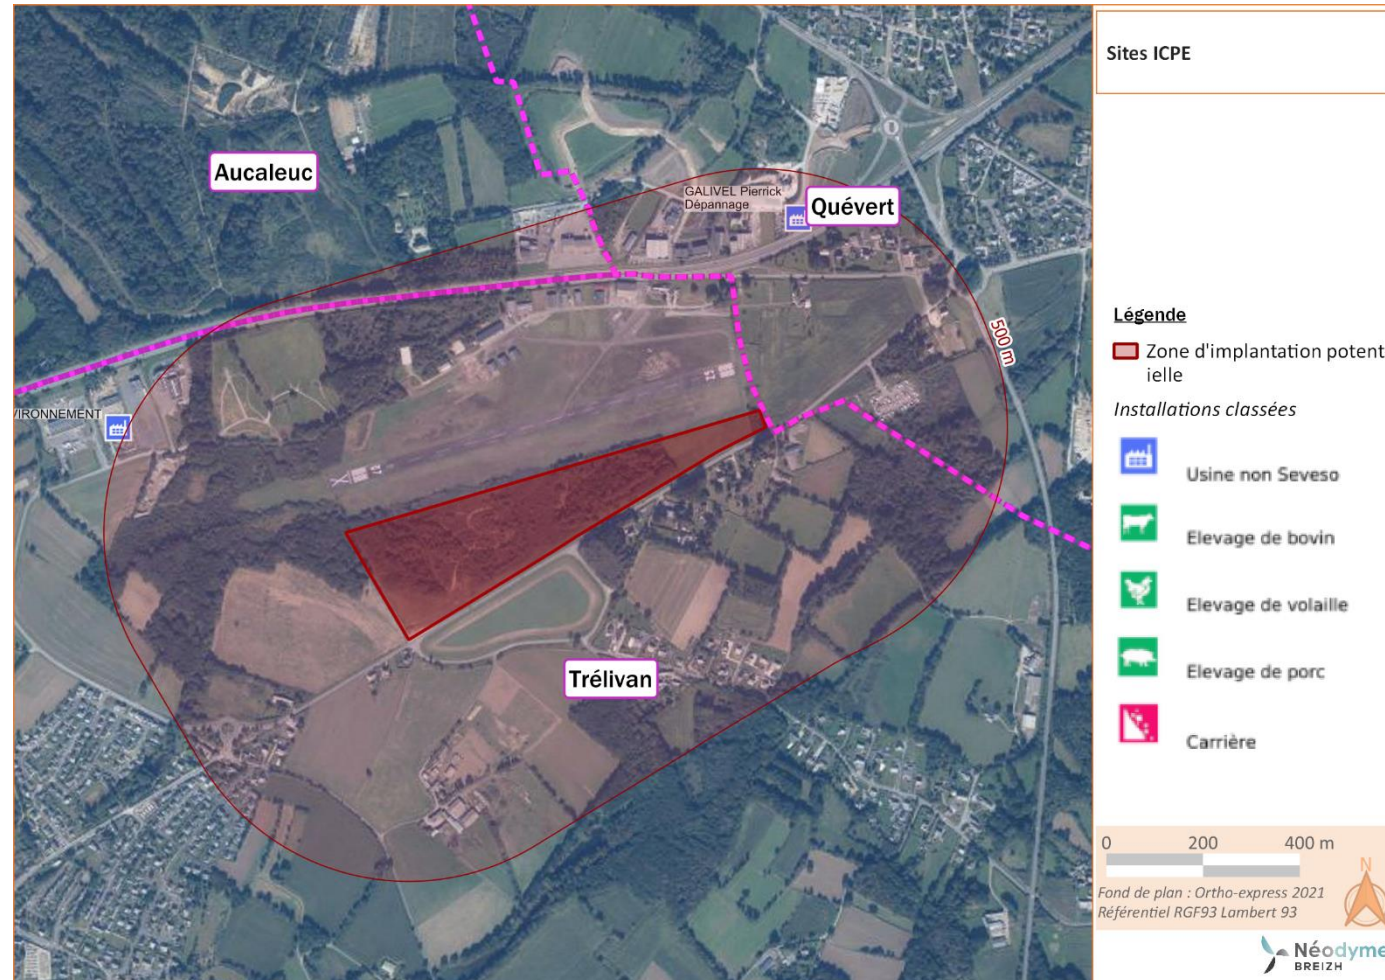 Sites ICPE
Aucaleuc
GALIVEL Pierrick
Dépannage
Quévert
500 m
VIRONNEMENT
Trélivan
Légende
Zone d'implantation potent
ielle
Installations classées
Usine non Seveso
Elevage de bovin
Elevage de volaille
Elevage de porc
Carrière
0 200 400 m
N
Fond de plan : Ortho-express 2021
Référentiel RGF93 Lambert 93
Néodyme
BREIZH